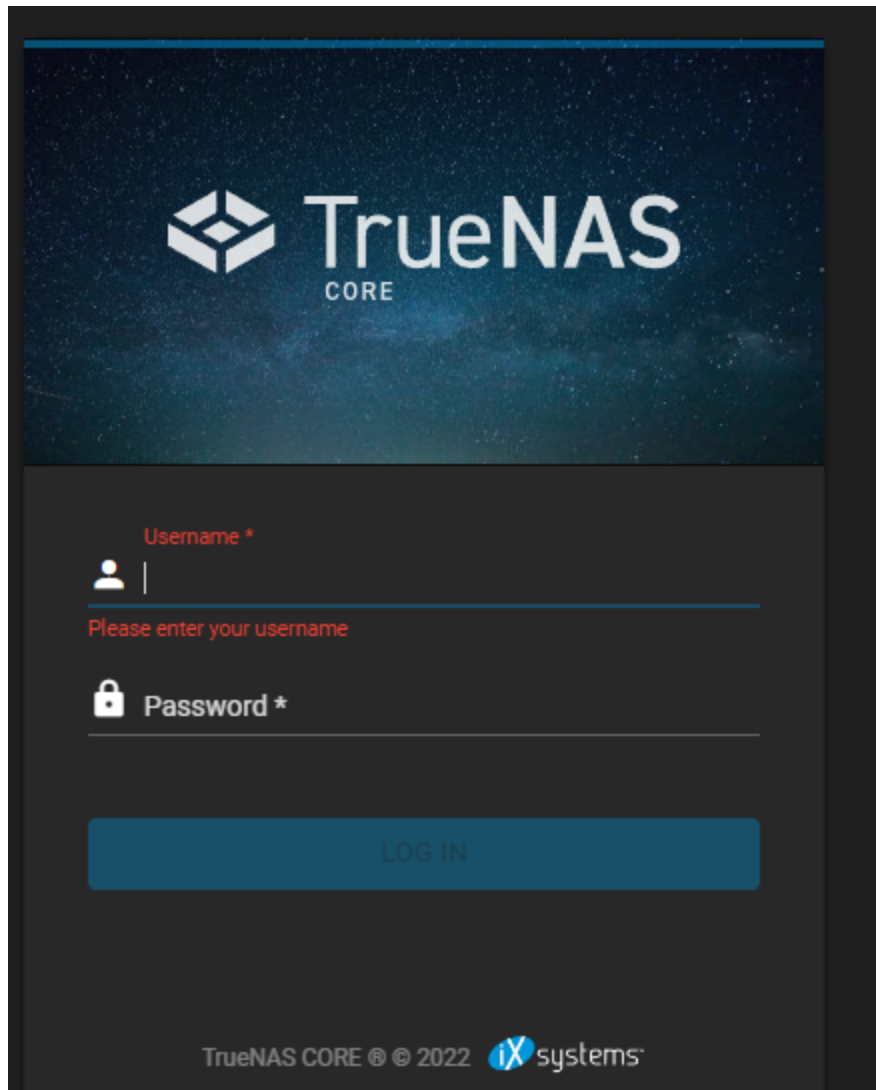 TrueNAS
CORE
Username *
Please enter your username
Password *
LOG IN
TrueNAS CORE ® © 2022 iX systems